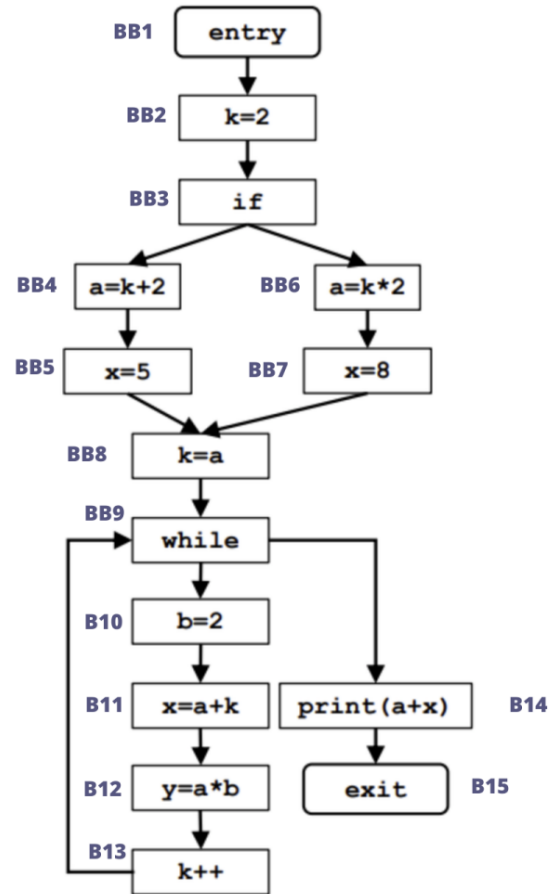 BB1 entry
BB2 k=2
BB3 if
BB4 a=k+2 BB6 a=k*2
BB5 x=5 BB7 x=8
BB8 k=a
BB9
while
B10 b=2
B11 x=a+k print(a+x) B14
B12 y=a*b exit B15
B13
k++